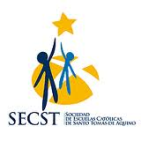 SECST
SOCIEDAD
DE ESCUELAS CATÓLICAS
DE SANTO TOMÁS DE AQUINO